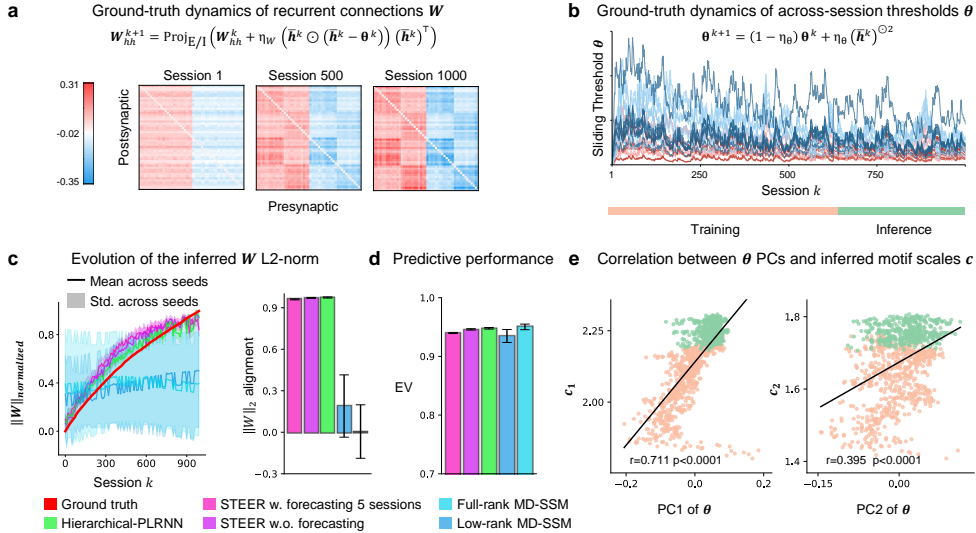 a Ground-truth dynamics of recurrent connections W
W_{hh}^{k+1} = Proj_{E/I}(W_{hh}^k + η_W (h̄^k ⊙ (h̄^k − θ^k)) (h̄^k)^⊤)
Session 1 Session 500 Session 1000
0.31
-0.02
-0.35
Postsynaptic
Presynaptic
b Ground-truth dynamics of across-session thresholds θ
θ^{k+1} = (1 − η_θ) θ^k + η_θ (h̄^k)^{⊙2}
Sliding Threshold θ
1 250 500 750
Session k
Training Inference
c Evolution of the inferred W L2-norm
Mean across seeds
Std. across seeds
||W||_{normalized}
0.8
0.4
0.0
0 300 600 900
Session k
||W||_2 alignment
0.9
0.6
0.3
0.0
−0.3
d Predictive performance
EV
1.0
0.9
0.8
0.7
e Correlation between θ PCs and inferred motif scales c
c_1
2.25
2.00
r=0.711 p<0.0001
−0.2 0.0 0.2
PC1 of θ
c_2
1.8
1.6
1.4
r=0.395 p<0.0001
−0.15 0.00
PC2 of θ
Ground truth
Hierarchical-PLRNN
STEER w. forecasting 5 sessions
STEER w.o. forecasting
Full-rank MD-SSM
Low-rank MD-SSM